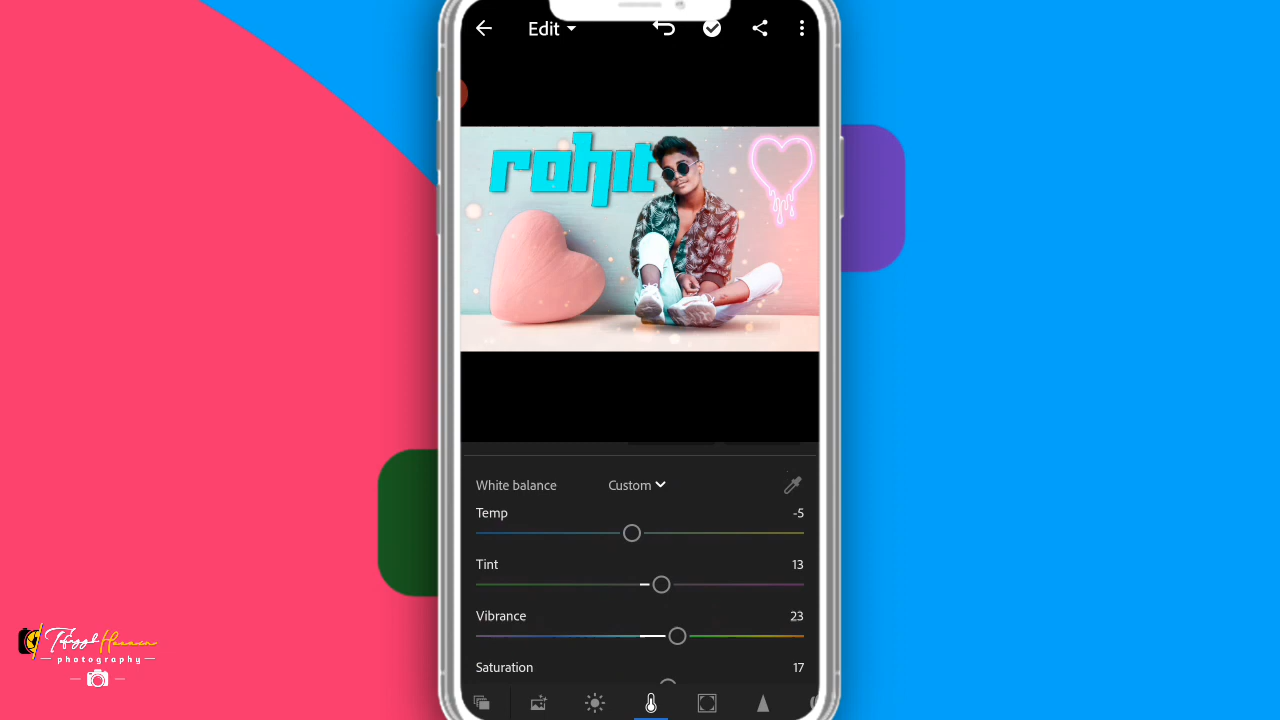 Edit
rohit
White balance Custom
Temp -5
Tint 13
Vibrance 23
Saturation 17
photography